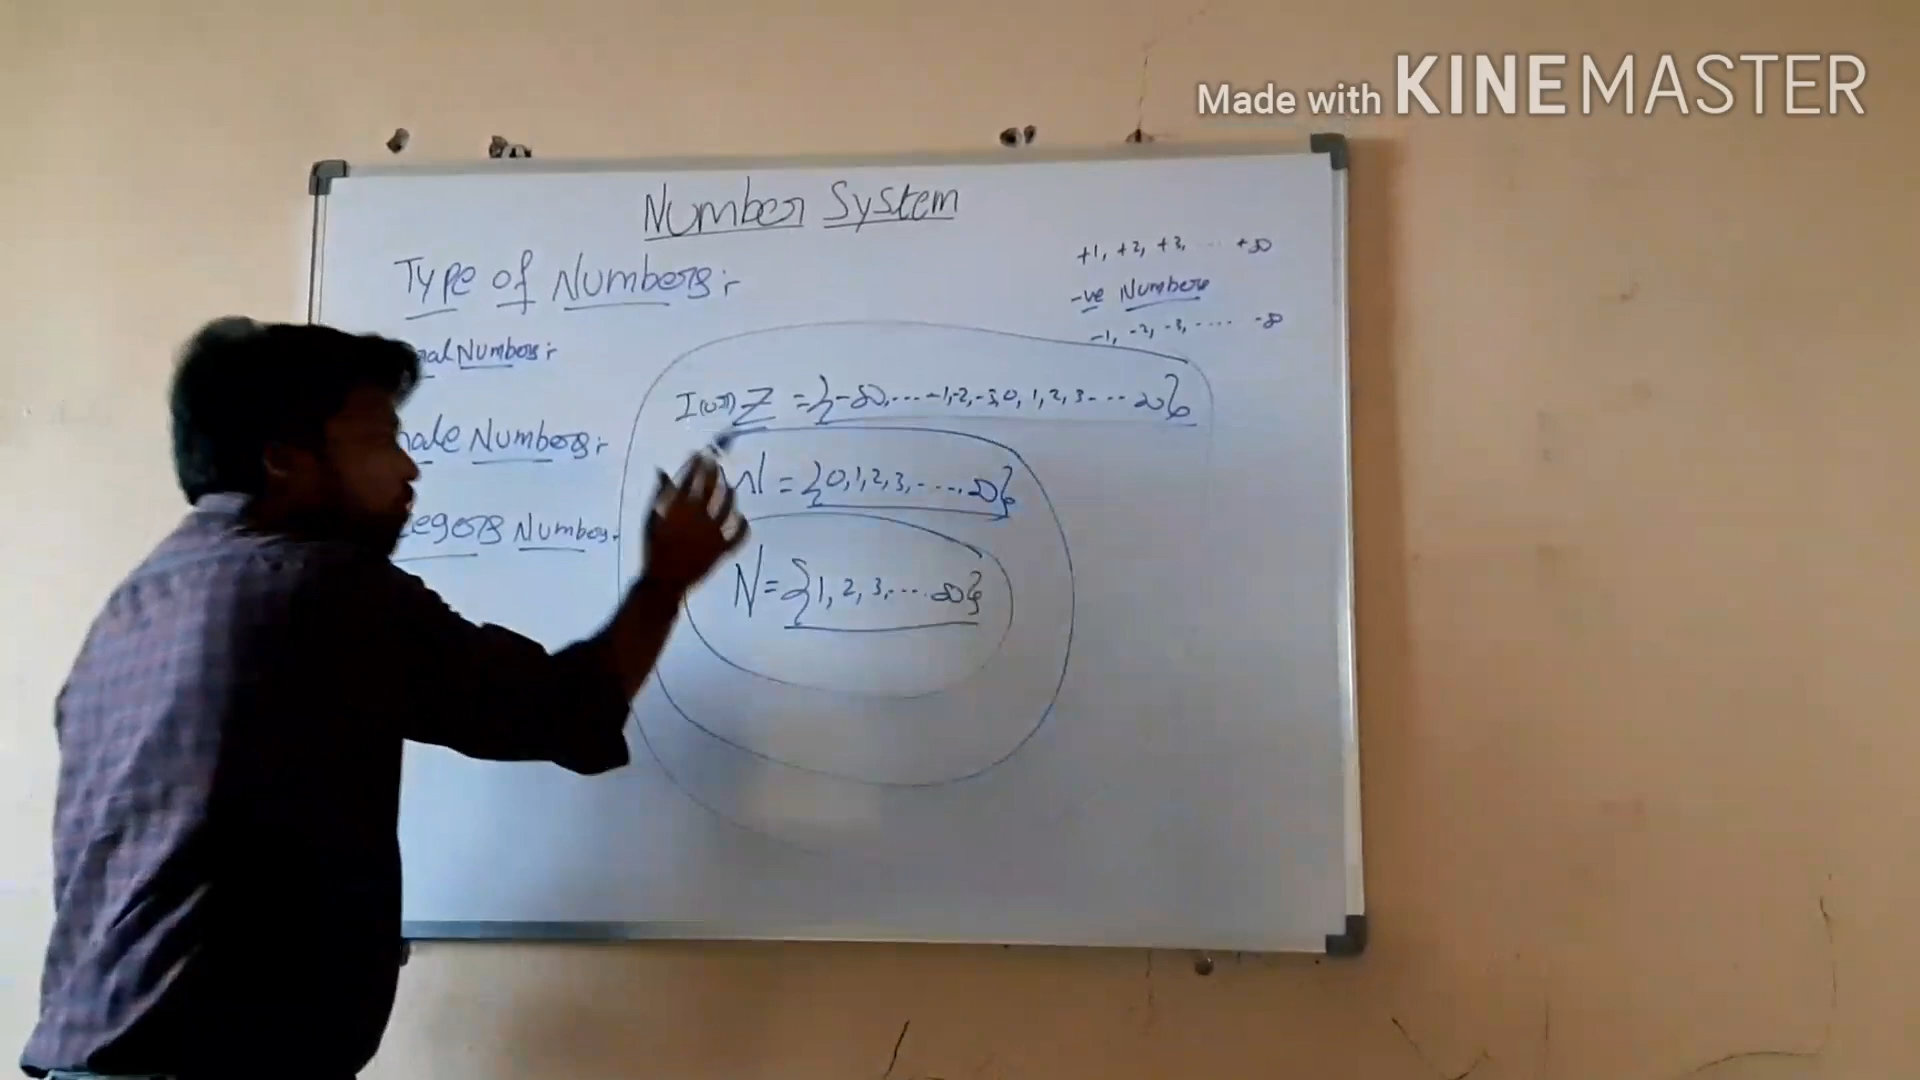 Made with KINEMASTER
Number System
Type of Numbers:-
+1, +2, +3, ... +∞
-ve Numbers
-1, -2, -3, .... -∞
Numbers:-
Numbers:-
I (or) Z = {-∞, ... -1, -2, -3, 0, 1, 2, 3 - ... ∞}
W = {0, 1, 2, 3, - ..., ∞}
Numbers:
N = {1, 2, 3, .... ∞}